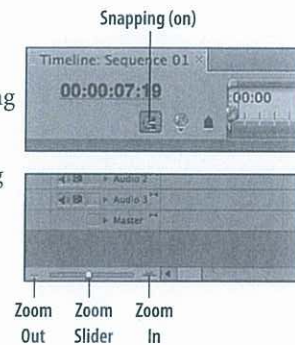 Snapping (on)
Timeline: Sequence 01 ×
00:00:07:19
00:00
ng
g
Audio 2
Audio 3
Master
Zoom Out
Zoom Slider
Zoom In